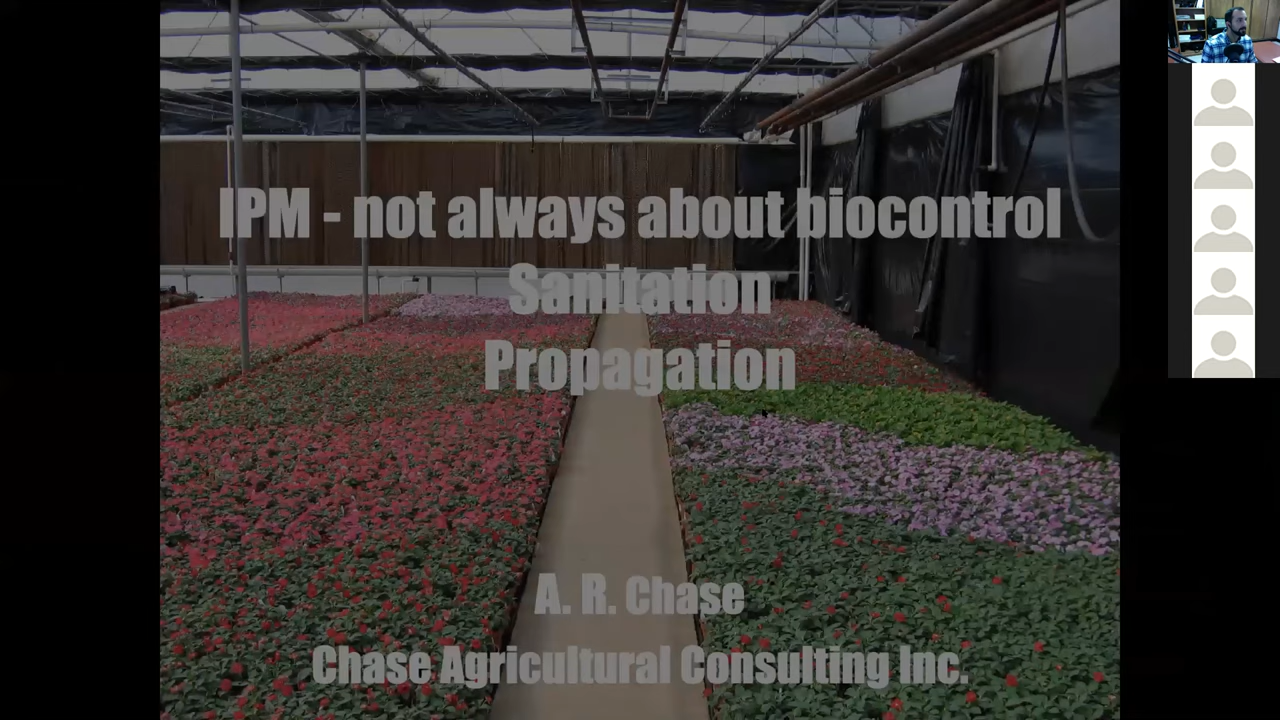 IPM - not always about biocontrol
Sanitation
Propagation
A. R. Chase
Chase Agricultural Consulting Inc.